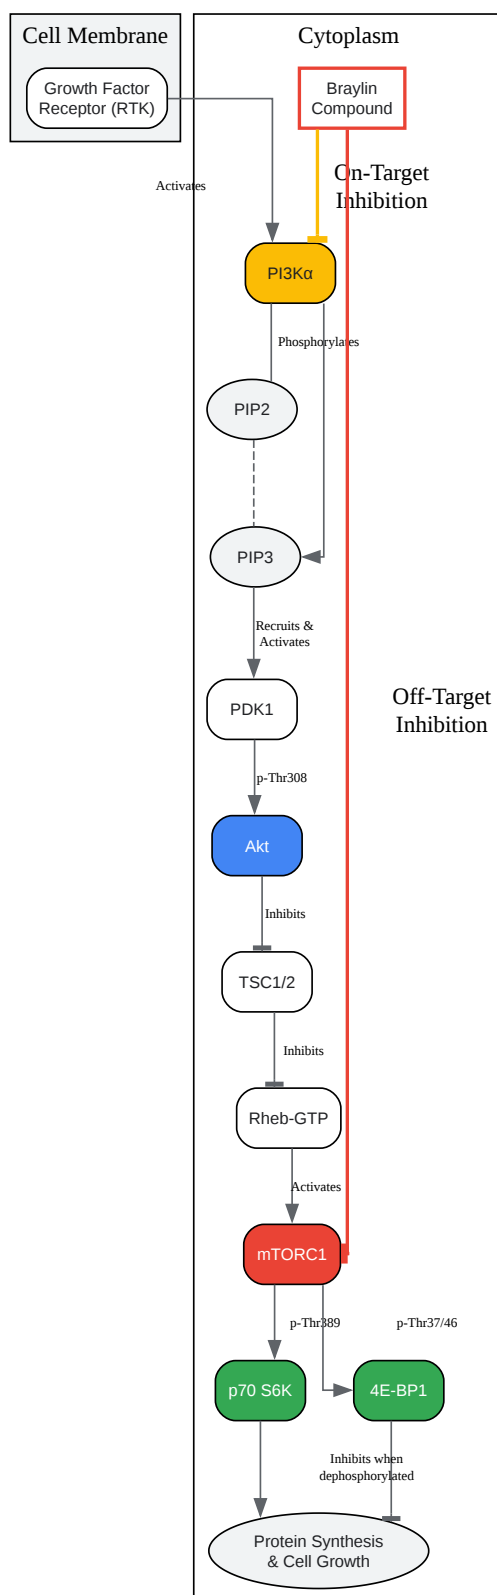 Cell Membrane
Cytoplasm
Growth Factor
Receptor (RTK)
Braylin
Compound
On-Target
Inhibition
Activates
PI3Kα
Phosphorylates
PIP2
PIP3
Recruits &
Activates
PDK1
Off-Target
Inhibition
p-Thr308
Akt
Inhibits
TSC1/2
Inhibits
Rheb-GTP
Activates
mTORC1
p-Thr389
p-Thr37/46
p70 S6K
4E-BP1
Inhibits when
dephosphorylated
Protein Synthesis
& Cell Growth